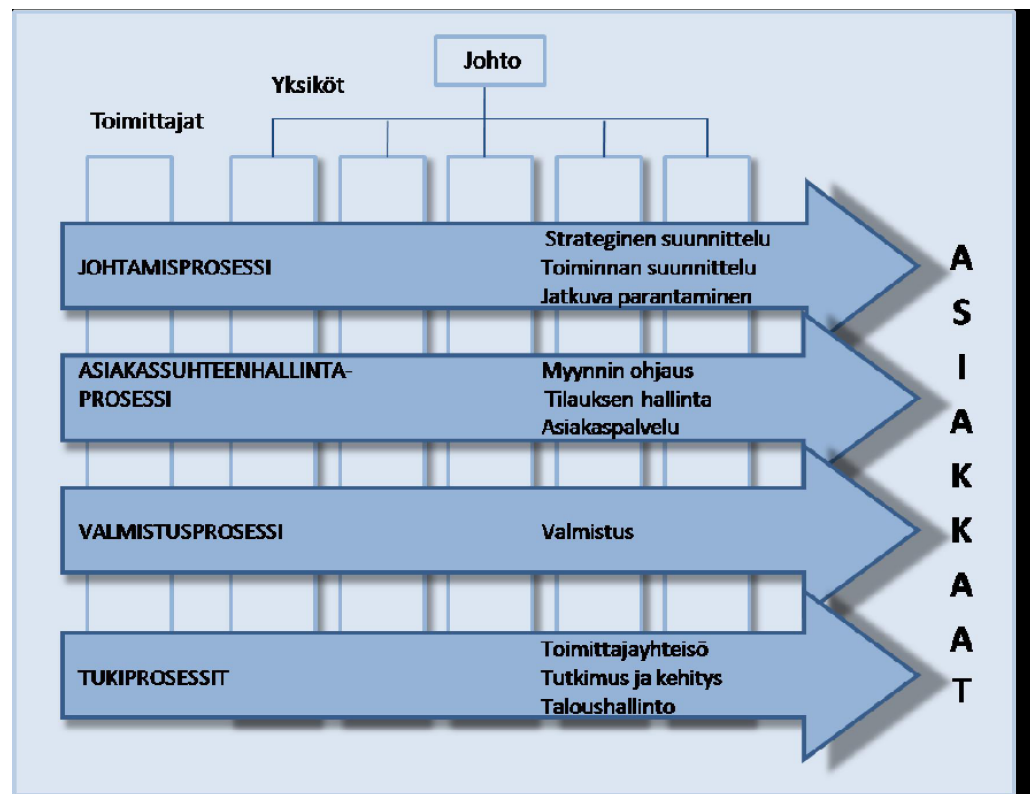 Johto
Yksiköt
Toimittajat
JOHTAMISPROSESSI
Strateginen suunnittelu
Toiminnan suunnittelu
Jatkuva parantaminen
ASIAKASSUHTEENHALLINTA-
PROSESSI
Myynnin ohjaus
Tilauksen hallinta
Asiakaspalvelu
VALMISTUSPROSESSI
Valmistus
TUKIPROSESSIT
Toimittajayhteisö
Tutkimus ja kehitys
Taloushallinto
ASIAKKAAT